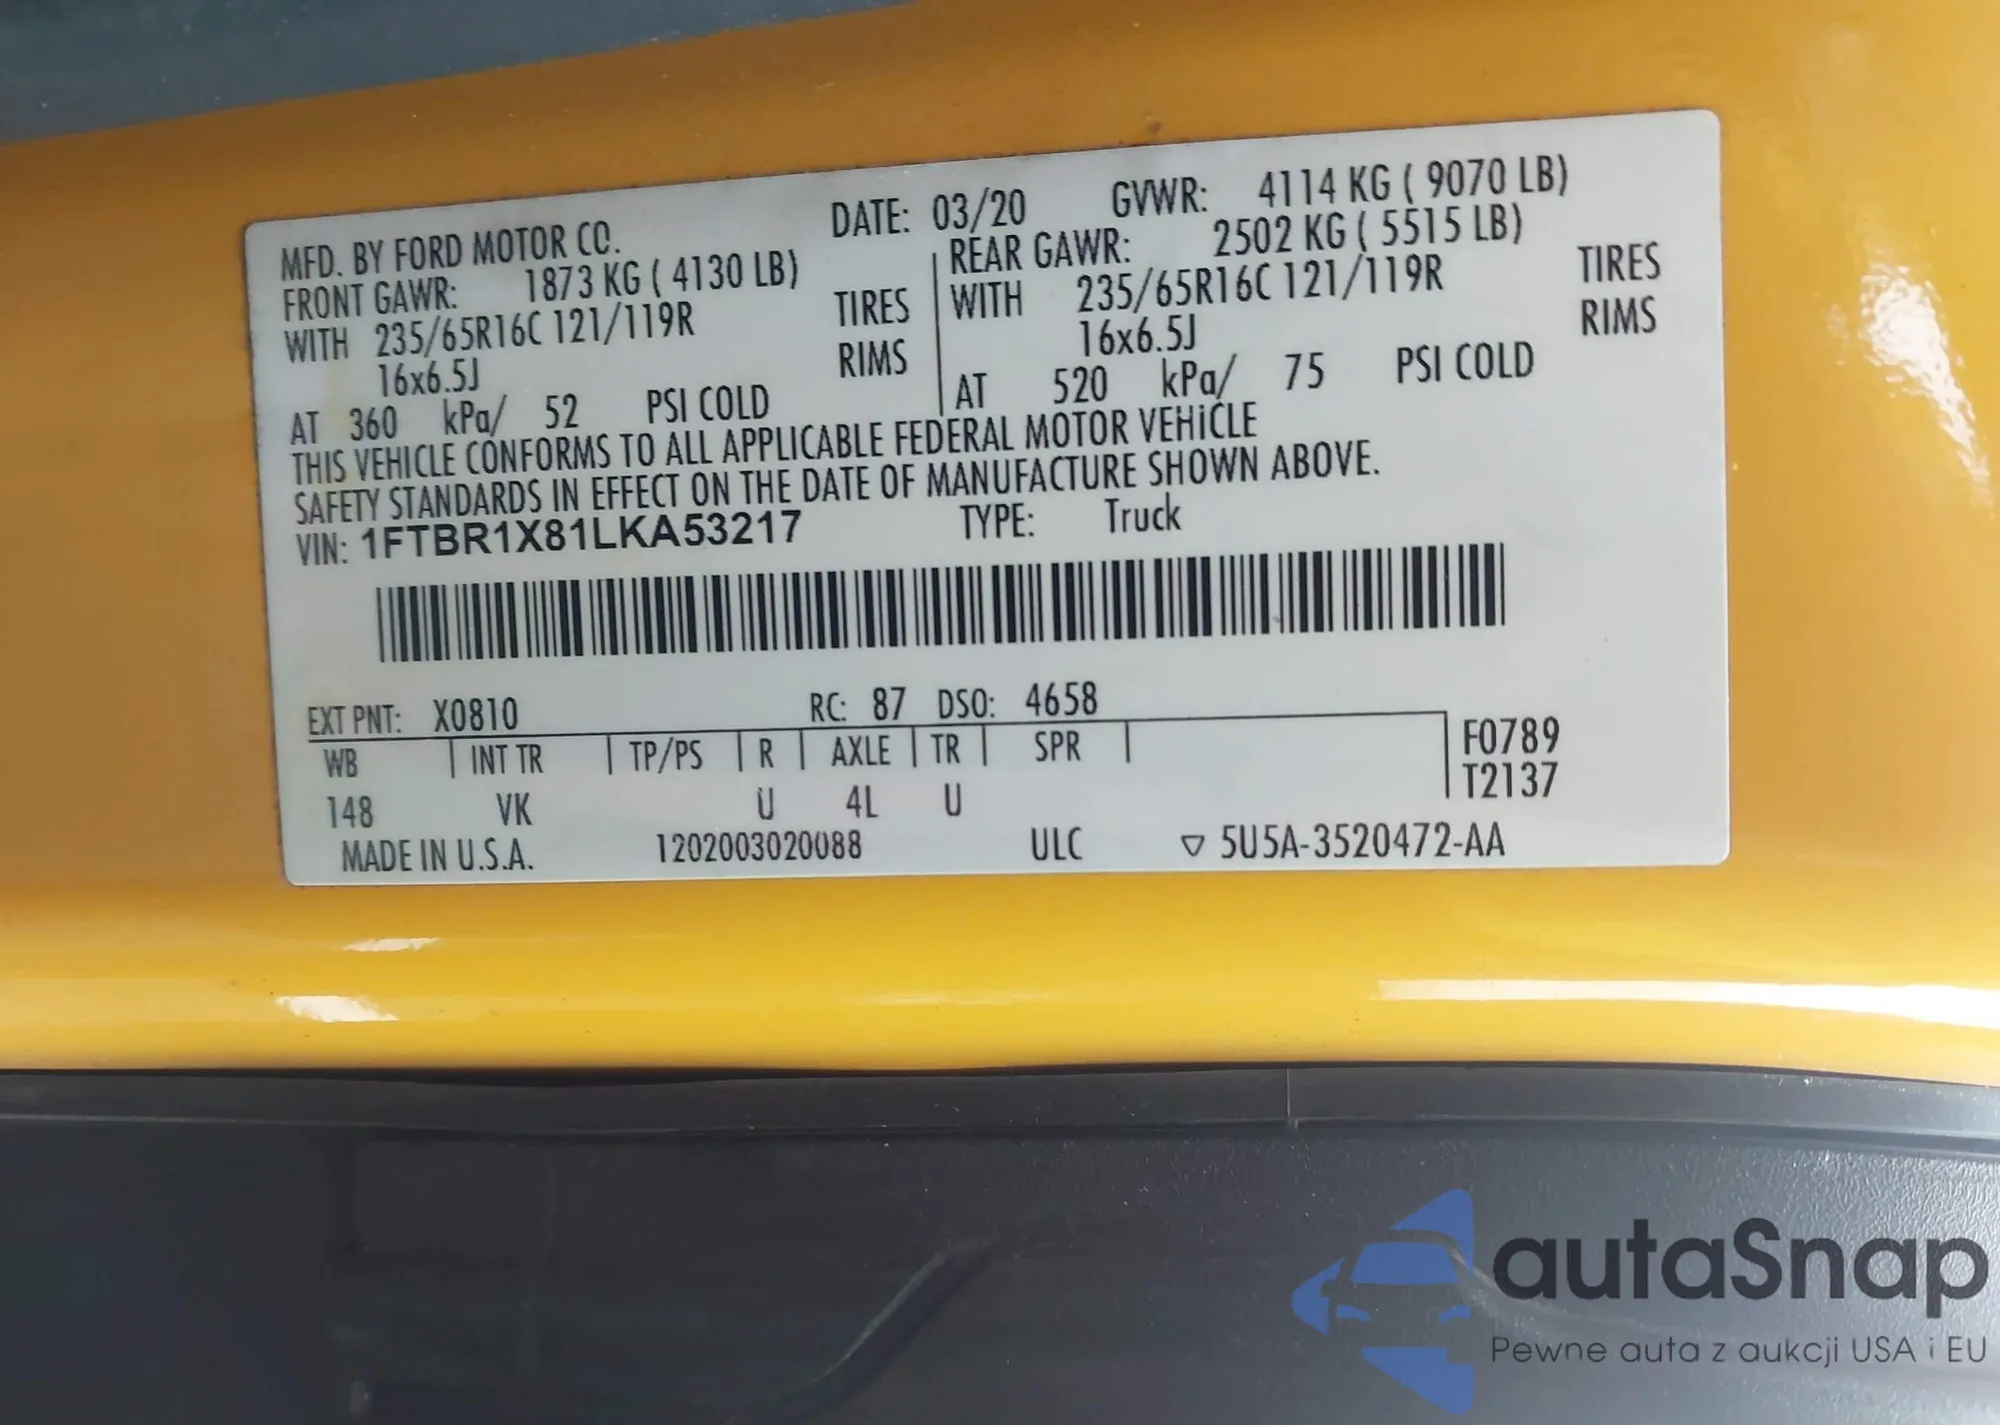 MFD. BY FORD MOTOR CO. DATE: 03/20 GVWR: 4114 KG ( 9070 LB)
FRONT GAWR: 1873 KG ( 4130 LB) REAR GAWR: 2502 KG ( 5515 LB)
WITH 235/65R16C 121/119R TIRES WITH 235/65R16C 121/119R TIRES
16x6.5J RIMS 16x6.5J RIMS
AT 360 kPa/ 52 PSI COLD AT 520 kPa/ 75 PSI COLD
THIS VEHICLE CONFORMS TO ALL APPLICABLE FEDERAL MOTOR VEHiCLE
SAFETY STANDARDS IN EFFECT ON THE DATE OF MANUFACTURE SHOWN ABOVE.
VIN: 1FTBR1X81LKA53217 TYPE: Truck
EXT PNT: X0810 RC: 87 DSO: 4658
WB INT TR TP/PS R AXLE TR SPR F0789
T2137
148 VK U 4L U
MADE IN U.S.A. 1202003020088 ULC ▽ 5U5A-3520472-AA
autaSnap
Pewne auta z aukcji USA i EU